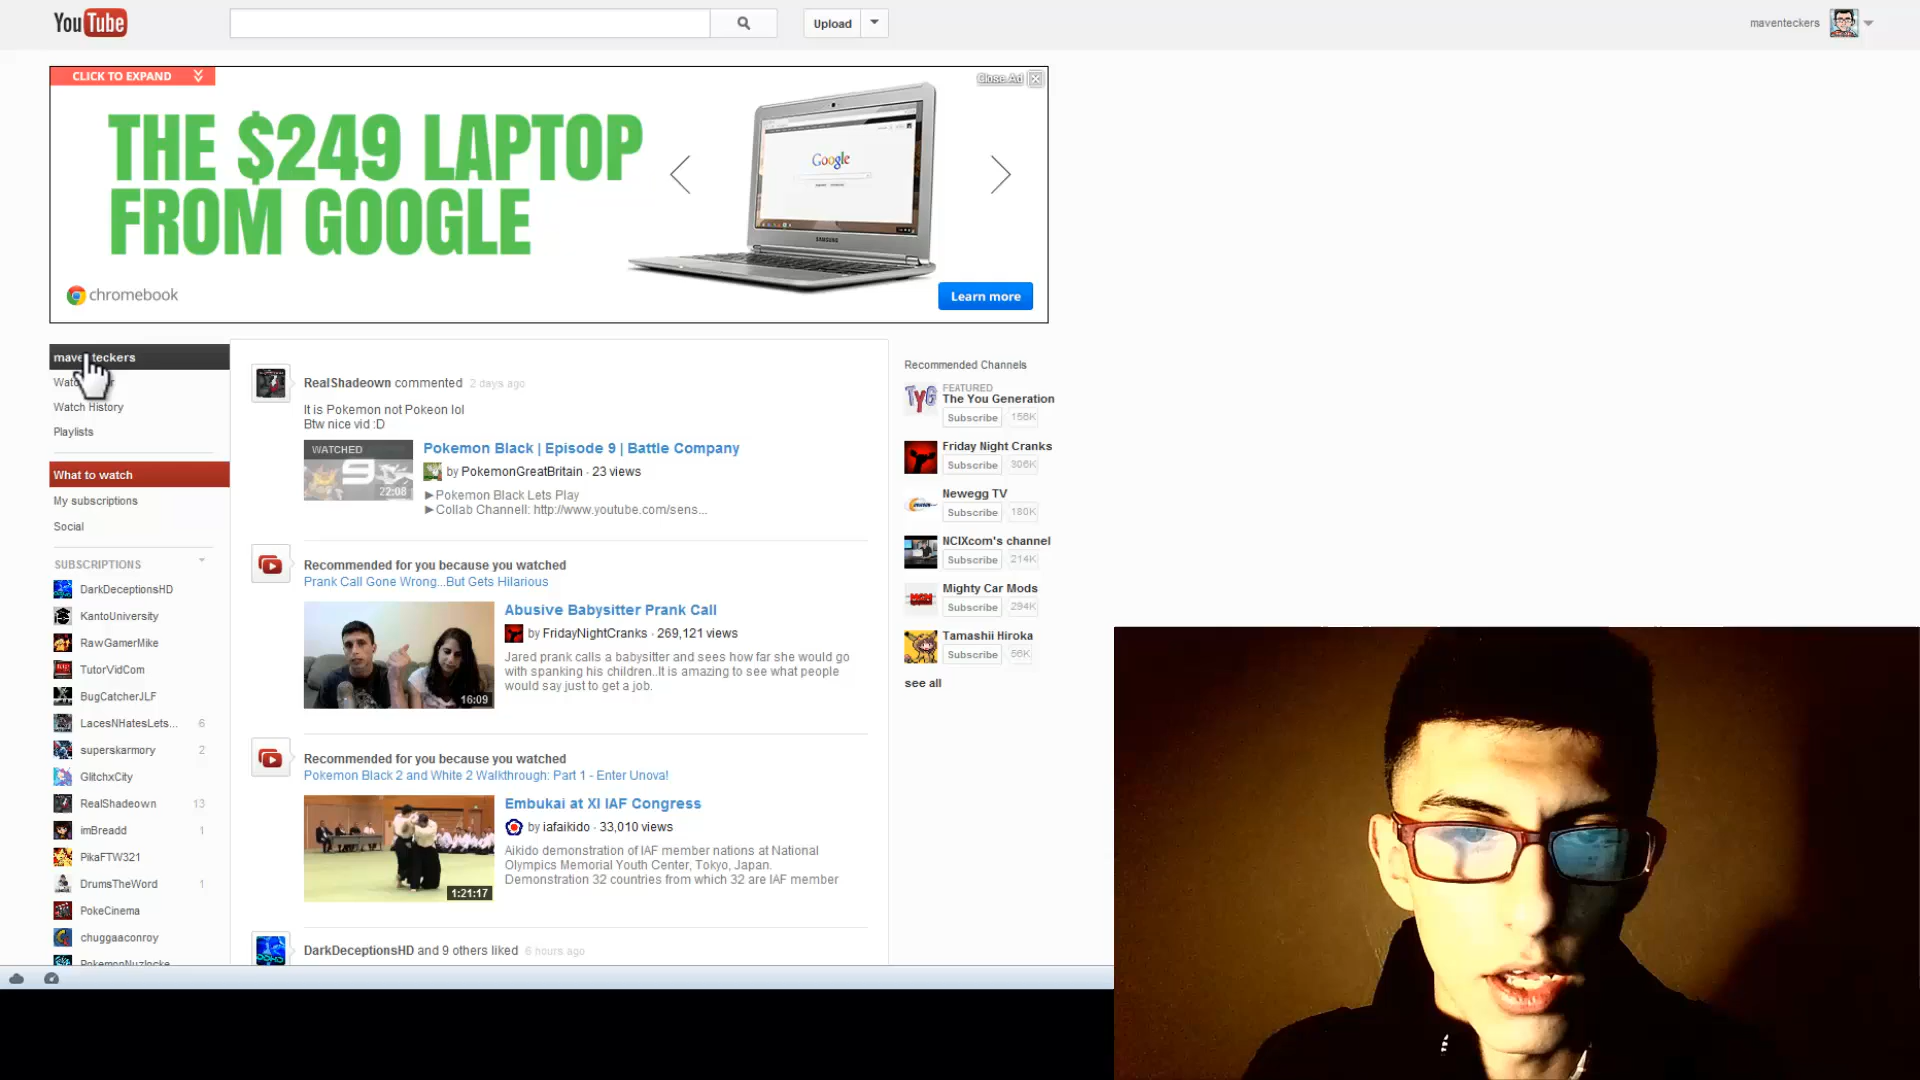 YouTube
Upload
maventeckers
CLICK TO EXPAND
Close Ad
THE $249 LAPTOP
FROM GOOGLE
Google
SAMSUNG
chromebook
Learn more
Watch History
Playlists
What to watch
My subscriptions
Social
SUBSCRIPTIONS
DarkDeceptionsHD
KantoUniversity
RawGamerMike
TutorVidCom
BugCatcherJLF
LacesNHatesLets... 6
superskarmory 2
GlitchxCity
RealShadeown 13
imBreadd 1
PikaFTW321
DrumsTheWord 1
PokeCinema
chuggaaconroy
PokemonNuzlocke
RealShadeown commented 2 days ago
It is Pokemon not Pokeon lol
Btw nice vid :D
WATCHED
9
22:08
Pokemon Black | Episode 9 | Battle Company
by PokemonGreatBritain · 23 views
►Pokemon Black Lets Play
►Collab Channell: http://www.youtube.com/sens...
Recommended for you because you watched
Prank Call Gone Wrong...But Gets Hilarious
16:09
Abusive Babysitter Prank Call
by FridayNightCranks · 269,121 views
Jared prank calls a babysitter and sees how far she would go
with spanking his children..It is amazing to see what people
would say just to get a job.
Recommended for you because you watched
Pokemon Black 2 and White 2 Walkthrough: Part 1 - Enter Unova!
1:21:17
Embukai at XI IAF Congress
by iafaikido · 33,010 views
Aikido demonstration of IAF member nations at National
Olympics Memorial Youth Center, Tokyo, Japan.
Demonstration 32 countries from which 32 are IAF member
DarkDeceptionsHD and 9 others liked 6 hours ago
Recommended Channels
TYG
FEATURED
The You Generation
Subscribe 156K
Friday Night Cranks
Subscribe 306K
Newegg TV
Subscribe 180K
NCIXcom's channel
Subscribe 214K
Mighty Car Mods
Subscribe 294K
Tamashii Hiroka
Subscribe 56K
see all